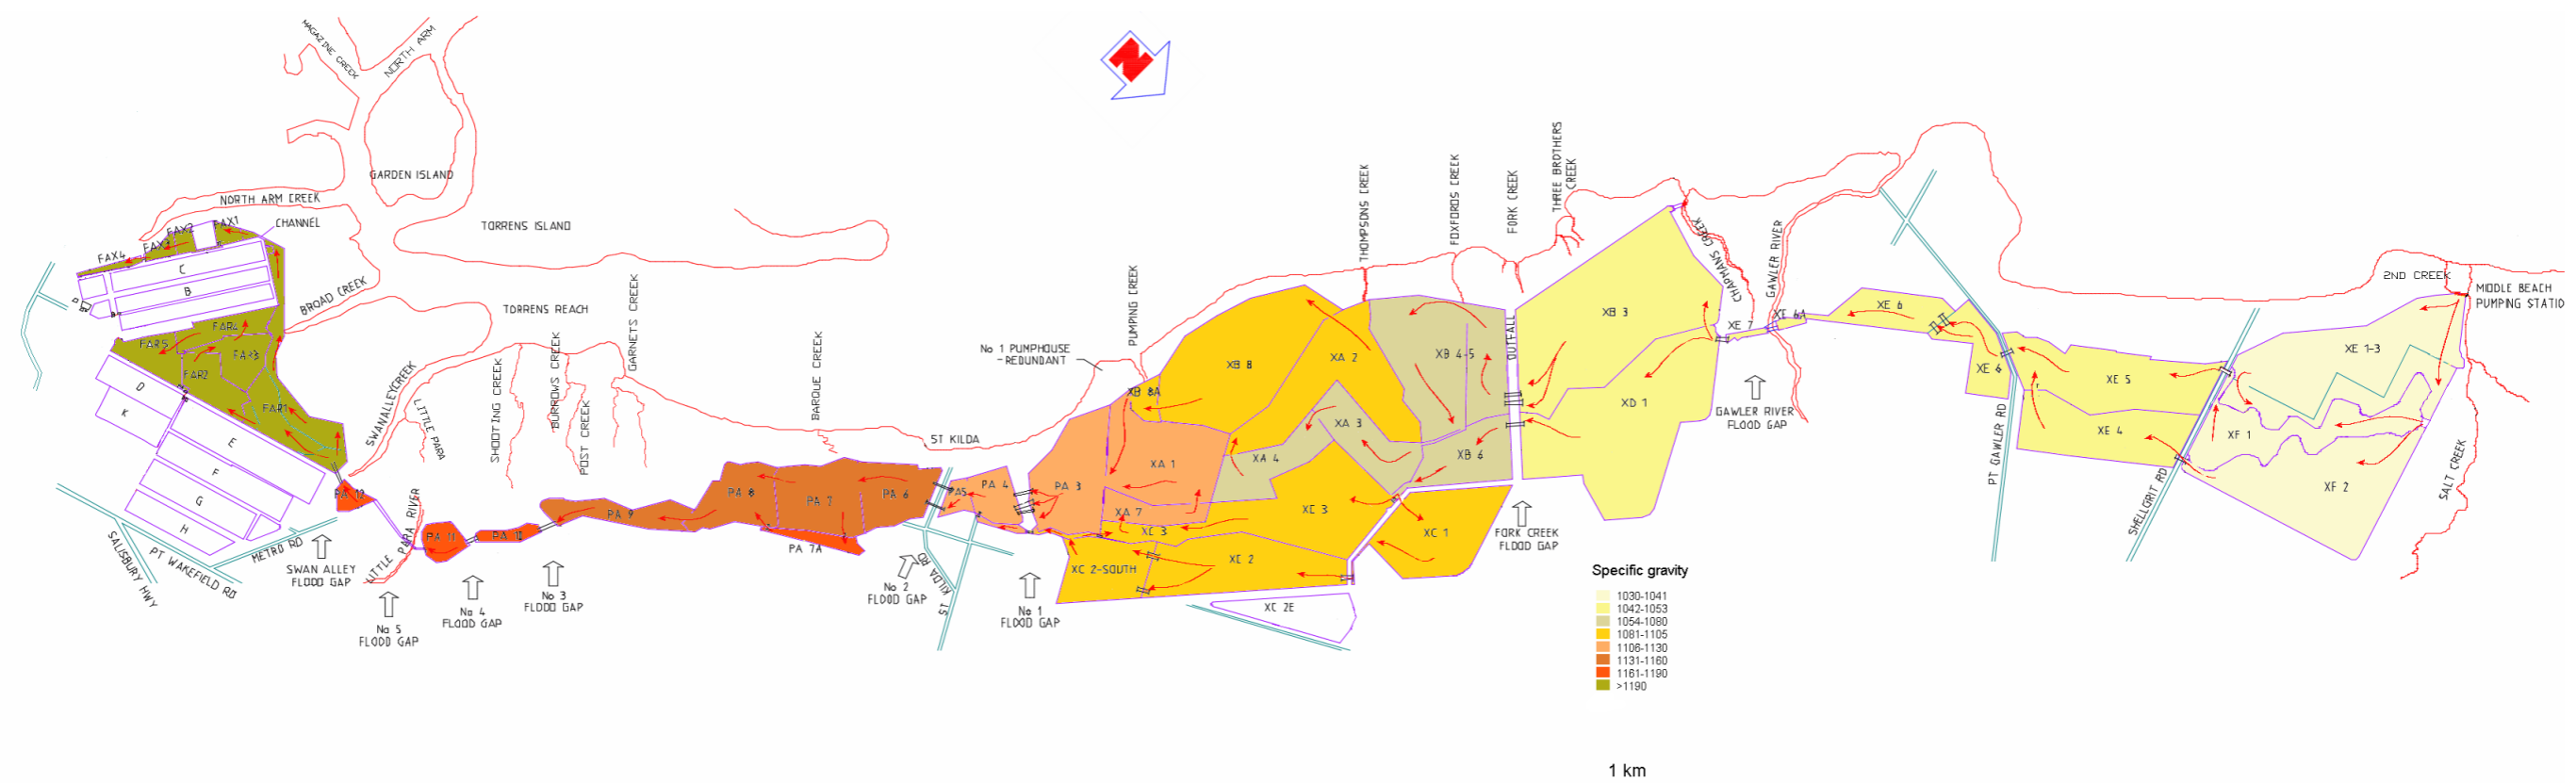 MAGAZINE CREEK
NORTH ARM
GARDEN ISLAND
NORTH ARM CREEK
CHANNEL
TORRENS ISLAND
FAX1
FAX2
FAX3
FAX4
C
B
BROAD CREEK
TORRENS REACH
FAR4
FAR5
FAR3
FAR2
FAR1
D
K
E
F
G
H
SWANALLEYCREEK
LITTLE PARA
SHOOTING CREEK
BURROWS CREEK
POST CREEK
GARNETS CREEK
BARQUE CREEK
ST KILDA
No 1 PUMPHOUSE
-REDUNDANT
PUMPING CREEK
THOMPSONS CREEK
FOXFORDS CREEK
FORK CREEK
THREE BROTHERS
CREEK
CHAPMANS CREEK
GAWLER RIVER
2ND CREEK
MIDDLE BEACH
PUMPING STATIO
SALT CREEK
OUTFALL
PA 12
PA 11
PA 10
PA 9
PA 8
PA 7
PA 6
PA 7A
PA5
PA 4
PA 3
XB 8A
XB 8
XA 2
XA 1
XA 7
XA 3
XA 4
XB 4-5
XB 6
XC 3
XC 3
XC 2-SOUTH
XC 2
XC 1
XC 2E
XB 3
XD 1
XE 7
XE 6A
XE 6
XE 6
XE 5
XE 4
XE 1-3
XF 1
XF 2
LITTLE PARA RIVER
SALISBURY HWY
PT WAKEFIELD RD
METRO RD
ST KILDA RD
PT GAWLER RD
SHELLGRIT RD
SWAN ALLEY
FLOOD GAP
No 5
FLOOD GAP
No 4
FLOOD GAP
No 3
FLOOD GAP
No 2
FLOOD GAP
No 1
FLOOD GAP
FORK CREEK
FLOOD GAP
GAWLER RIVER
FLOOD GAP
Specific gravity
1030-1041
1042-1053
1054-1080
1081-1105
1106-1130
1131-1160
1161-1190
>1190
1 km